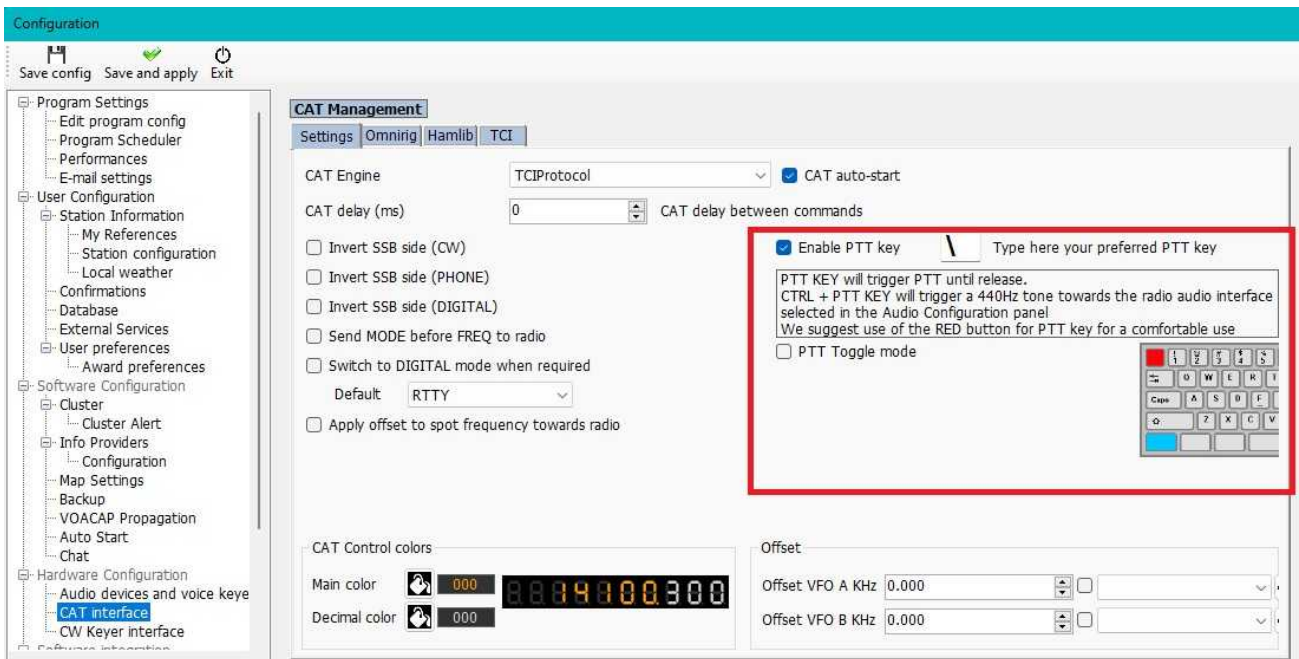 Configuration
Save config Save and apply Exit
Program Settings
Edit program config
Program Scheduler
Performances
E-mail settings
User Configuration
Station Information
My References
Station configuration
Local weather
Confirmations
Database
External Services
User preferences
Award preferences
Software Configuration
Cluster
Cluster Alert
Info Providers
Configuration
Map Settings
Backup
VOACAP Propagation
Auto Start
Chat
Hardware Configuration
Audio devices and voice keye
CAT interface
CW Keyer interface
Software integration
CAT Management
Settings Omnirig Hamlib TCI
CAT Engine TCIProtocol CAT auto-start
CAT delay (ms) 0 CAT delay between commands
Invert SSB side (CW)
Invert SSB side (PHONE)
Invert SSB side (DIGITAL)
Send MODE before FREQ to radio
Switch to DIGITAL mode when required
Default RTTY
Apply offset to spot frequency towards radio
Enable PTT key \ Type here your preferred PTT key
PTT KEY will trigger PTT until release.
CTRL + PTT KEY will trigger a 440Hz tone towards the radio audio interface
selected in the Audio Configuration panel
We suggest use of the RED button for PTT key for a comfortable use
PTT Toggle mode
W E R T
Caps A S D F
Z X C V
CAT Control colors
Main color 000 14100.300
Decimal color 000
Offset
Offset VFO A KHz 0.000
Offset VFO B KHz 0.000